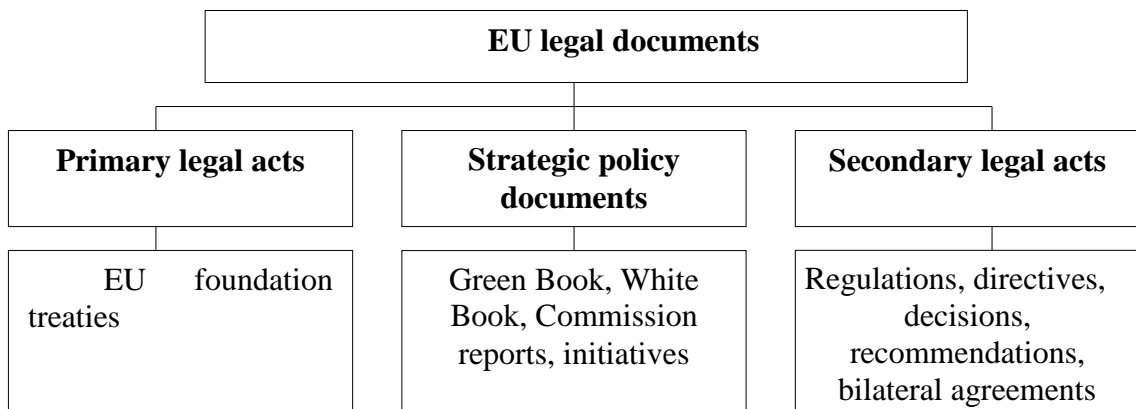 EU legal documents
Primary legal acts
EU foundation
treaties
Strategic policy
documents
Green Book, White
Book, Commission
reports, initiatives
Secondary legal acts
Regulations, directives,
decisions,
recommendations,
bilateral agreements